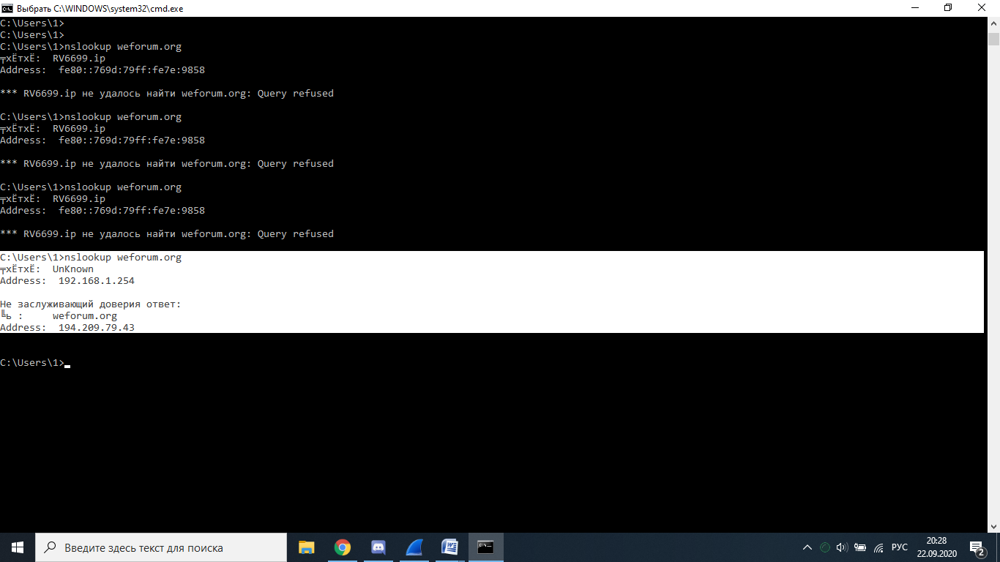 Выбрать C:\WINDOWS\system32\cmd.exe
C:\Users\1>
C:\Users\1>
C:\Users\1>nslookup weforum.org
╤хЁтхЁ:  RV6699.ip
Address:  fe80::769d:79ff:fe7e:9858
*** RV6699.ip не удалось найти weforum.org: Query refused
C:\Users\1>nslookup weforum.org
╤хЁтхЁ:  RV6699.ip
Address:  fe80::769d:79ff:fe7e:9858
*** RV6699.ip не удалось найти weforum.org: Query refused
C:\Users\1>nslookup weforum.org
╤хЁтхЁ:  RV6699.ip
Address:  fe80::769d:79ff:fe7e:9858
*** RV6699.ip не удалось найти weforum.org: Query refused
C:\Users\1>nslookup weforum.org
╤хЁтхЁ:  UnKnown
Address:  192.168.1.254
Не заслуживающий доверия ответ:
╚ь :     weforum.org
Address:  194.209.79.43
C:\Users\1>
Введите здесь текст для поиска
РУС
20:28
22.09.2020
2